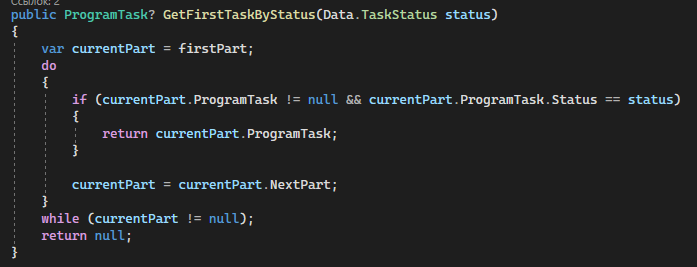 Ссылок: 2
public ProgramTask? GetFirstTaskByStatus(Data.TaskStatus status)
{
var currentPart = firstPart;
do
{
if (currentPart.ProgramTask != null && currentPart.ProgramTask.Status == status)
{
return currentPart.ProgramTask;
}
currentPart = currentPart.NextPart;
}
while (currentPart != null);
return null;
}